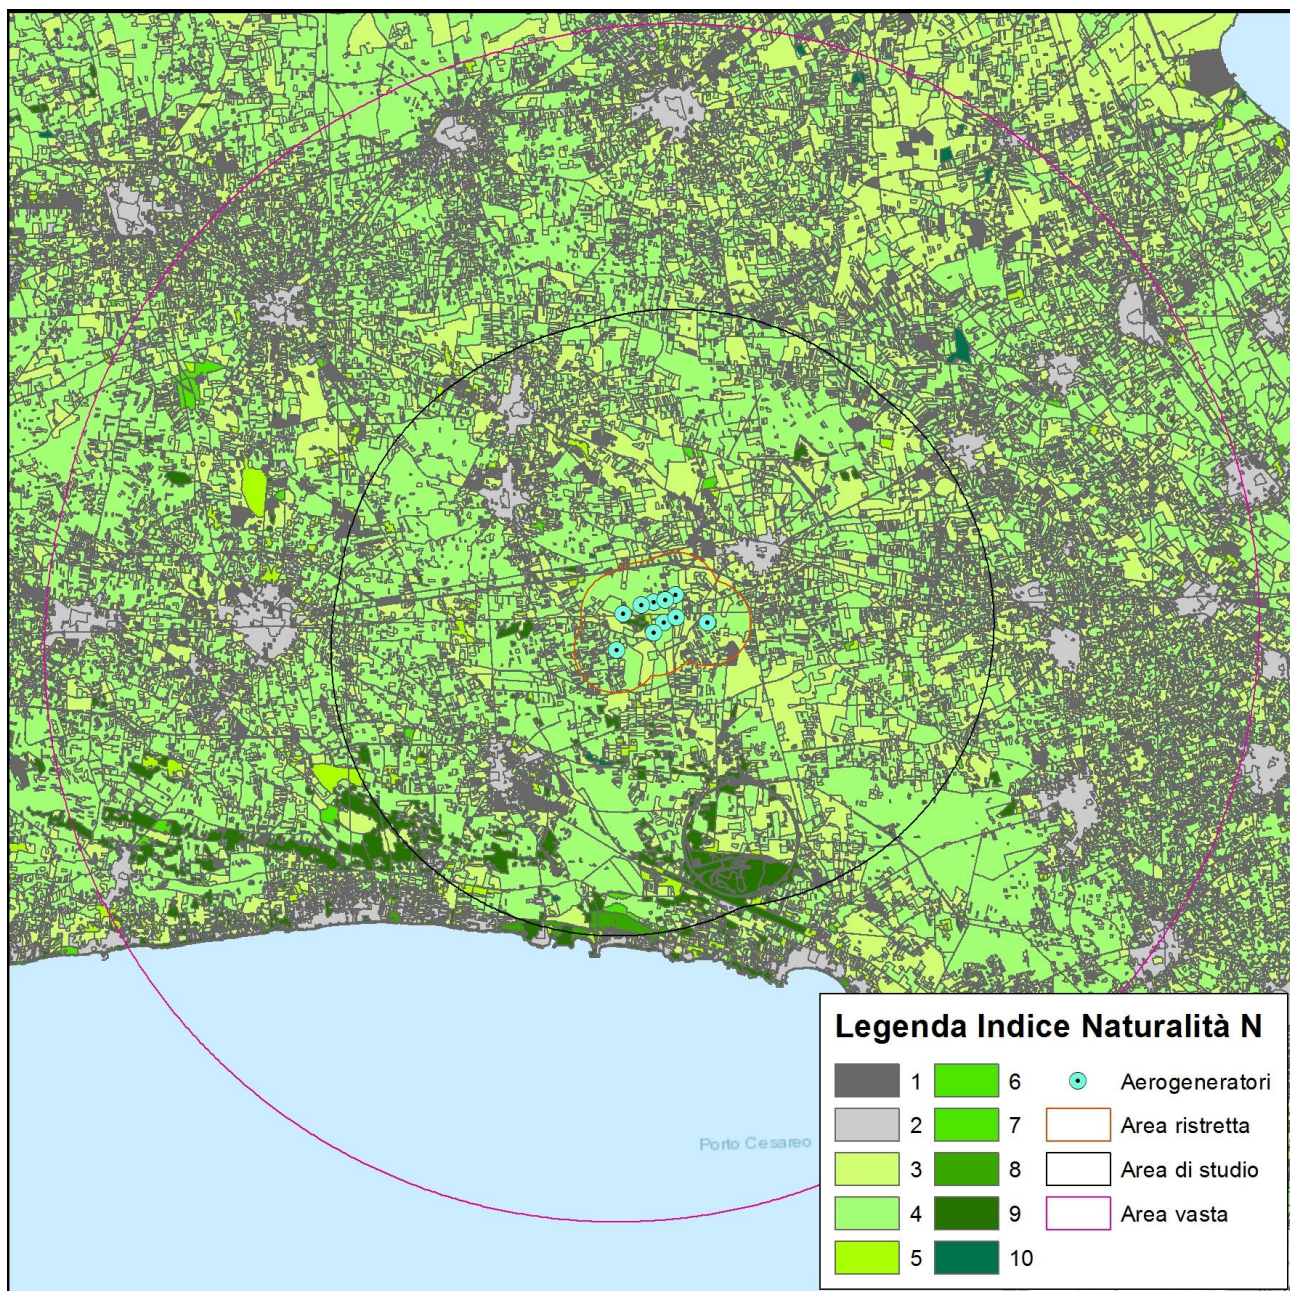 Porto Cesareo
Legenda Indice Naturalità N
1 6 Aerogeneratori
2 7 Area ristretta
3 8 Area di studio
4 9 Area vasta
5 10